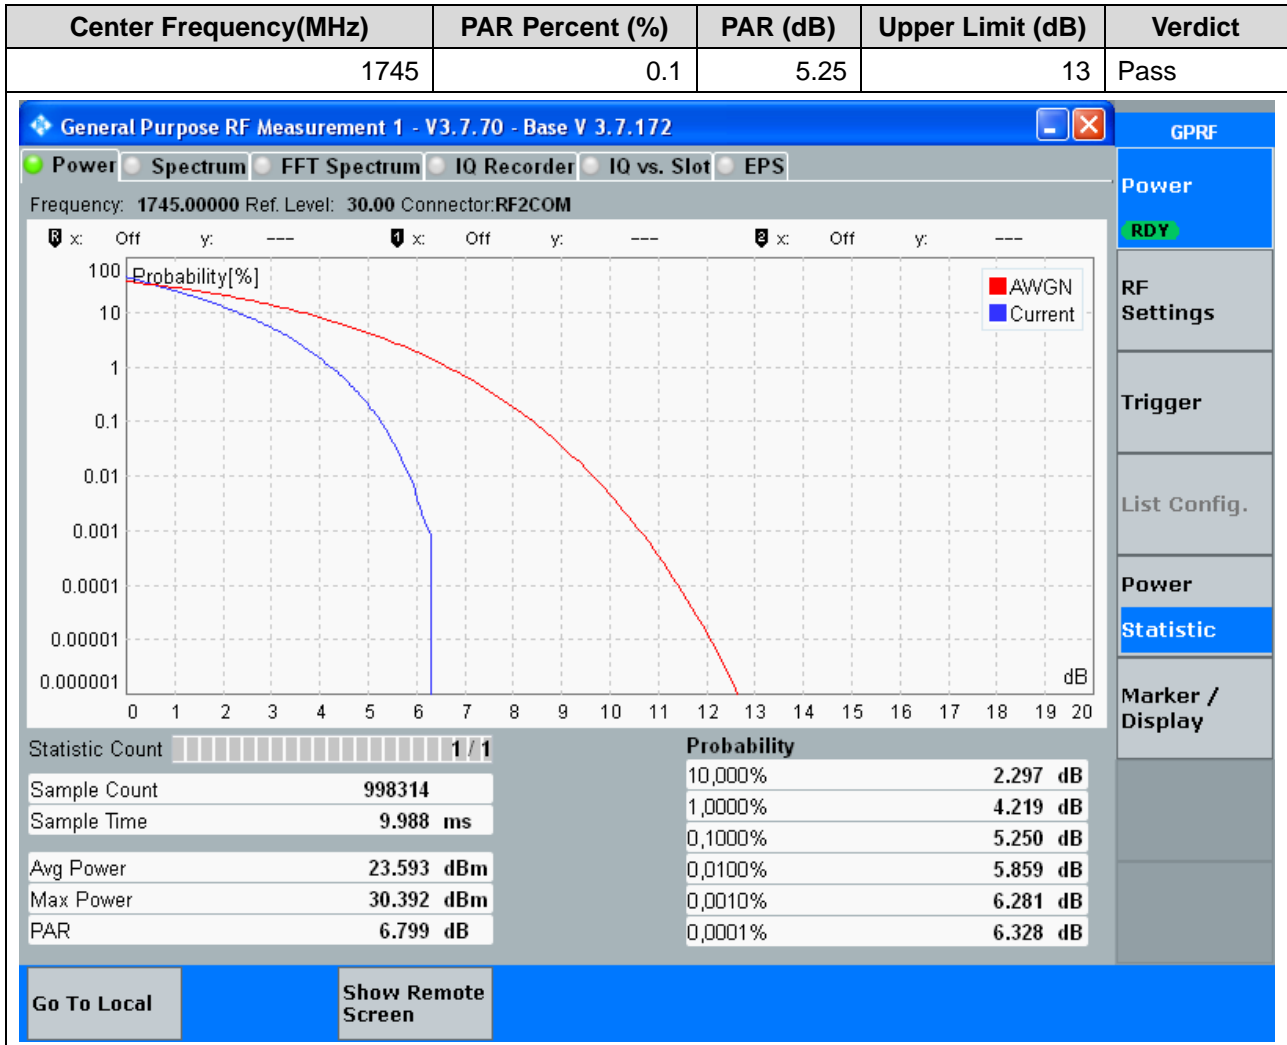 Center Frequency(MHz) PAR Percent (%) PAR (dB) Upper Limit (dB) Verdict
1745 0.1 5.25 13 Pass
General Purpose RF Measurement 1 - V3.7.70 - Base V 3.7.172
GPRF
Power Spectrum FFT Spectrum IQ Recorder IQ vs. Slot EPS
Power
RDY
Frequency: 1745.00000 Ref. Level: 30.00 Connector:RF2COM
R x: Off y: --- 1 x: Off y: --- 2 x: Off y: ---
Probability[%]
AWGN
Current
100
10
1
0.1
0.01
0.001
0.0001
0.00001
0.000001
dB
0 1 2 3 4 5 6 7 8 9 10 11 12 13 14 15 16 17 18 19 20
RF
Settings
Trigger
List Config.
Power
Statistic
Marker /
Display
Statistic Count 1 / 1
Sample Count 998314
Sample Time 9.988 ms
Avg Power 23.593 dBm
Max Power 30.392 dBm
PAR 6.799 dB
Probability
10,000% 2.297 dB
1,0000% 4.219 dB
0,1000% 5.250 dB
0,0100% 5.859 dB
0,0010% 6.281 dB
0,0001% 6.328 dB
Go To Local
Show Remote
Screen